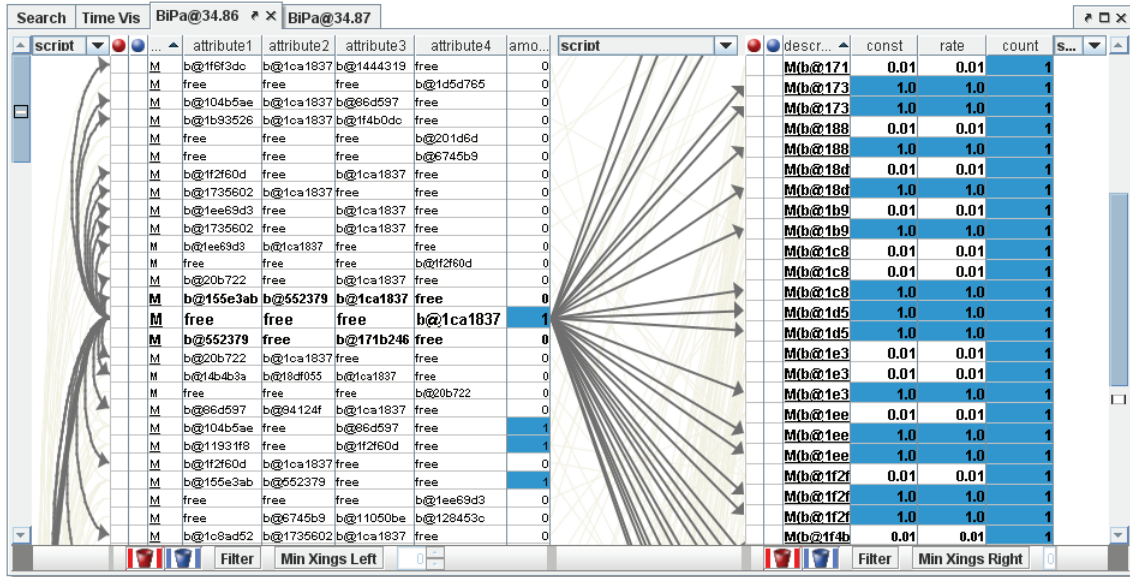 Search Time Vis BiPa@34.86 BiPa@34.87
script ... attribute1 attribute2 attribute3 attribute4 amo... script descr... const rate count s...
M b@1f6f3dc b@1ca1837 b@1444319 free 0 M(b@171 0.01 0.01 1
M free free free b@1d5d765 0 M(b@173 1.0 1.0 1
M b@104b5ae b@1ca1837 b@86d597 free 0 M(b@173 1.0 1.0 1
M b@1b93526 b@1ca1837 b@1f4b0dc free 0 M(b@188 0.01 0.01 1
M free free free b@201d6d 0 M(b@188 1.0 1.0 1
M free free free b@6745b9 0 M(b@18d 0.01 0.01 1
M b@1f2f60d free b@1ca1837 free 0 M(b@18d 1.0 1.0 1
M b@1735602 b@1ca1837 free free 0 M(b@1b9 0.01 0.01 1
M b@1ee69d3 free b@1ca1837 free 0 M(b@1b9 1.0 1.0 1
M b@1735602 free b@1ca1837 free 0 M(b@1c8 0.01 0.01 1
M b@1ee69d3 b@1ca1837 free free 0 M(b@1c8 0.01 0.01 1
M free free free b@1f2f60d 0 M(b@1c8 1.0 1.0 1
M b@20b722 free b@1ca1837 free 0 M(b@1d5 1.0 1.0 1
M b@155e3ab b@552379 b@1ca1837 free 0 M(b@1d5 1.0 1.0 1
M free free free b@1ca1837 1 M(b@1e3 0.01 0.01 1
M b@552379 free b@171b246 free 0 M(b@1e3 0.01 0.01 1
M b@20b722 b@1ca1837 free free 0 M(b@1e3 1.0 1.0 1
M b@14b4b3a b@18df055 b@1ca1837 free 0 M(b@1ee 0.01 0.01 1
M free free free b@20b722 0 M(b@1ee 1.0 1.0 1
M b@86d597 b@94124f b@1ca1837 free 0 M(b@1ee 1.0 1.0 1
M b@104b5ae free b@86d597 free 1 M(b@1f2f 0.01 0.01 1
M b@11931f8 free b@1f2f60d free 1 M(b@1f2f 1.0 1.0 1
M b@1f2f60d b@1ca1837 free free 0 M(b@1f2f 1.0 1.0 1
M b@155e3ab b@552379 free free 1 M(b@1f4b 0.01 0.01 1
M free free free b@1ee69d3 0
M free b@6745b9 b@11050be b@128453c 0
M b@1c8ad52 b@1735602 b@1ca1837 free 0
Filter Min Xings Left 0 Filter Min Xings Right 0